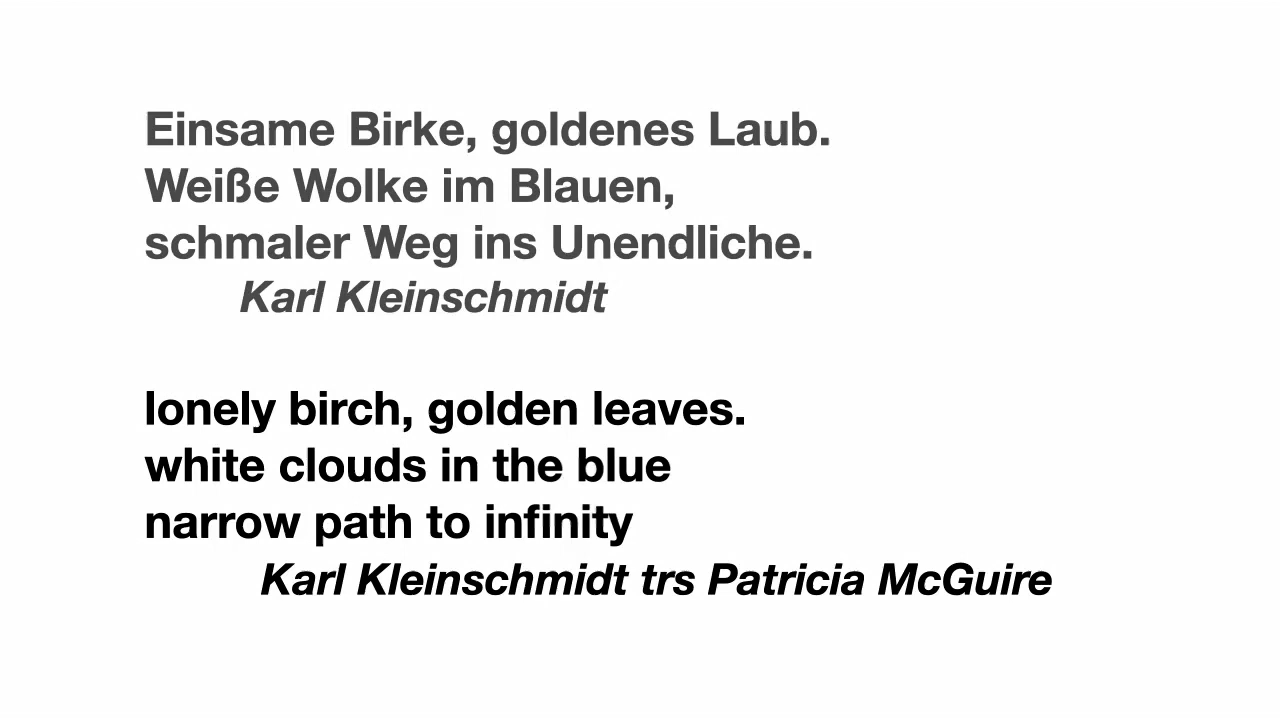 Einsame Birke, goldenes Laub.
Weiße Wolke im Blauen,
schmaler Weg ins Unendliche.
Karl Kleinschmidt
lonely birch, golden leaves.
white clouds in the blue
narrow path to infinity
Karl Kleinschmidt trs Patricia McGuire